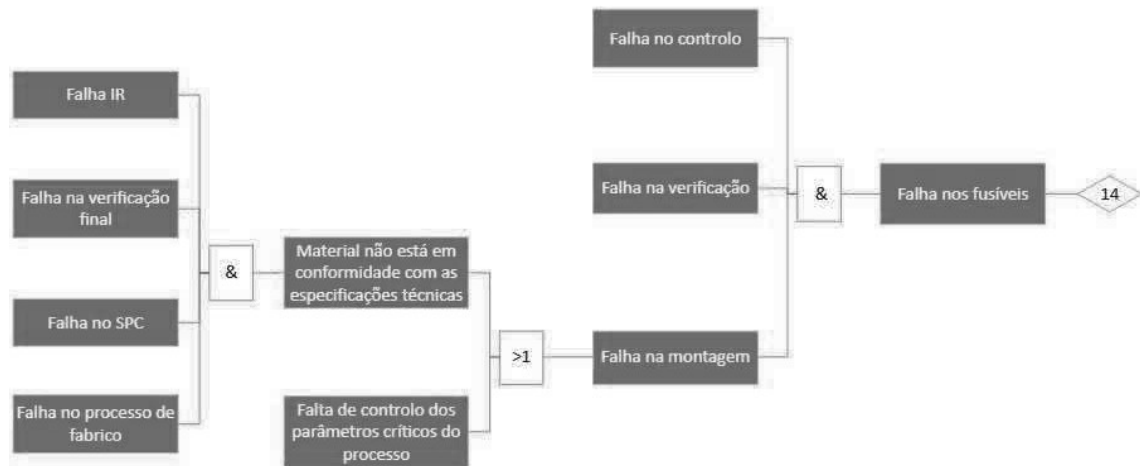 Falha IR
Falha na verificação
final
Falha no SPC
Falha no processo de
fabrico
&
Material não está em
conformidade com as
especificações técnicas
Falta de controlo dos
parâmetros críticos do
processo
>1
Falha no controlo
Falha na verificação
Falha na montagem
&
Falha nos fusíveis
14